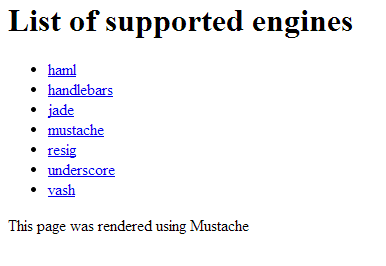 List of supported engines
haml
handlebars
jade
mustache
resig
underscore
vash
This page was rendered using Mustache